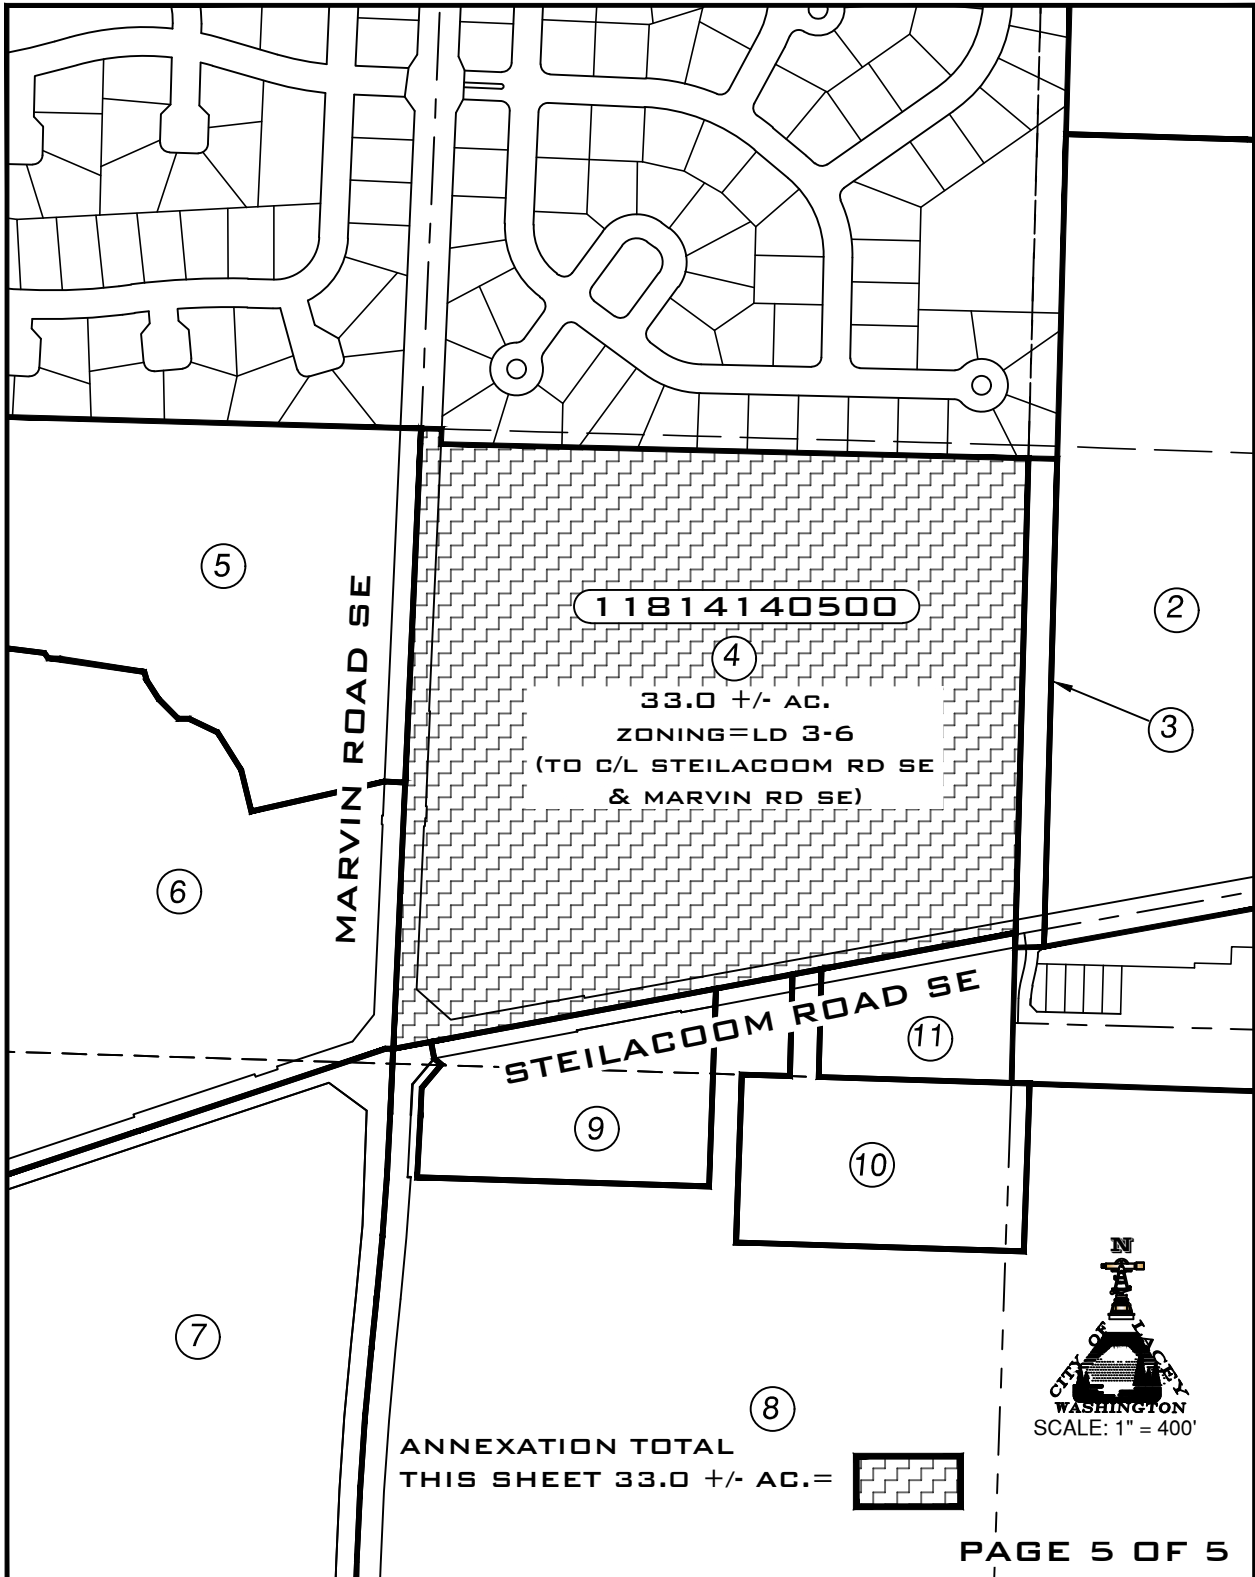 5
MARVIN ROAD SE
11814140500
4
33.0 +/- AC.
ZONING=LD 3-6
(TO C/L STEILACOOM RD SE
& MARVIN RD SE)
2
3
6
STEILACOOM ROAD SE
11
9
10
7
8
N
CITY OF LACEY
WASHINGTON
SCALE: 1" = 400'
ANNEXATION TOTAL
THIS SHEET 33.0 +/- AC.=
PAGE 5 OF 5